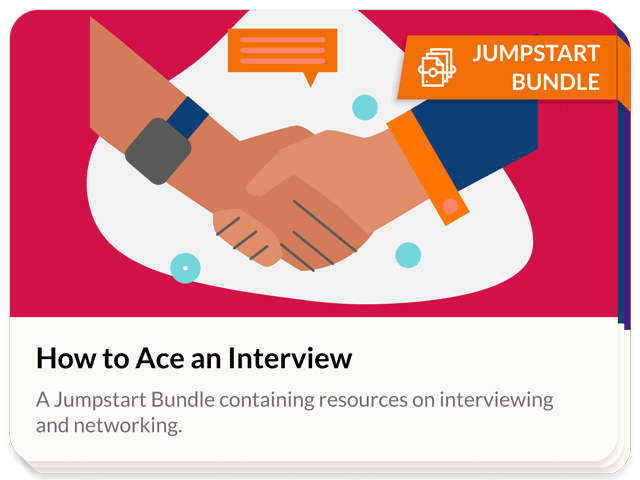 JUMPSTART
BUNDLE
How to Ace an Interview
A Jumpstart Bundle containing resources on interviewing
and networking.